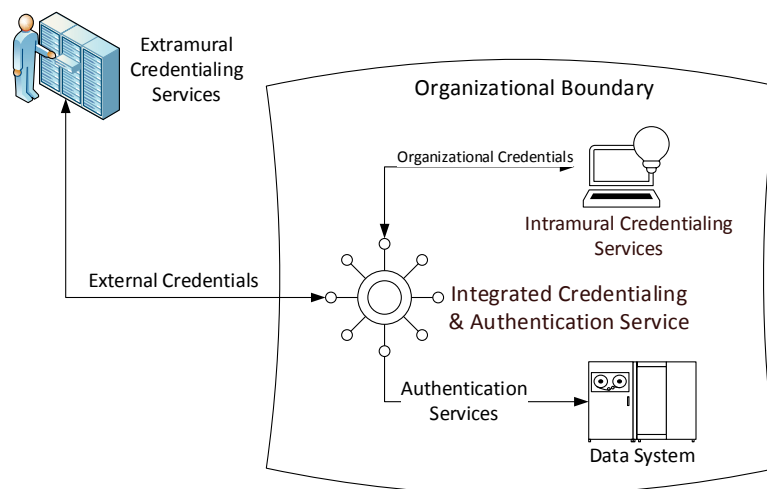 Extramural
Credentialing
Services
Organizational Boundary
Organizational Credentials
Intramural Credentialing
Services
External Credentials
Integrated Credentialing
& Authentication Service
Authentication
Services
Data System